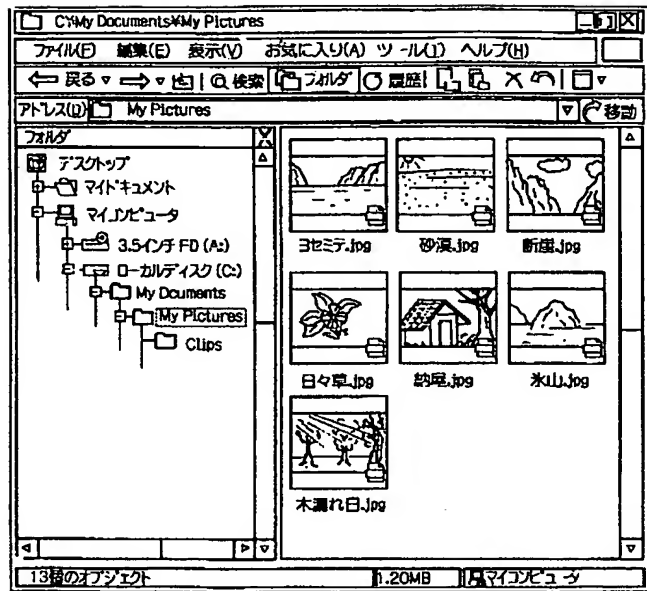 C:¥My Documents¥My Pictures
ファイル(F) 編集(E) 表示(V) お気に入り(A) ツール(T) ヘルプ(H)
戻る 検索 フォルダ 履歴
アドレス(D) My Pictures 移動
フォルダ
デスクトップ
マイドキュメント
マイコンピュータ
3.5インチ FD (A:)
ローカルディスク (C:)
My Dcuments
My Pictures
Clips
ヨセミテ.jpg 砂漠.jpg 断崖.jpg
日々草.jpg 納屋.jpg 氷山.jpg
木漏れ日.jpg
13個のオブジェクト 1.20MB マイコンピュータ